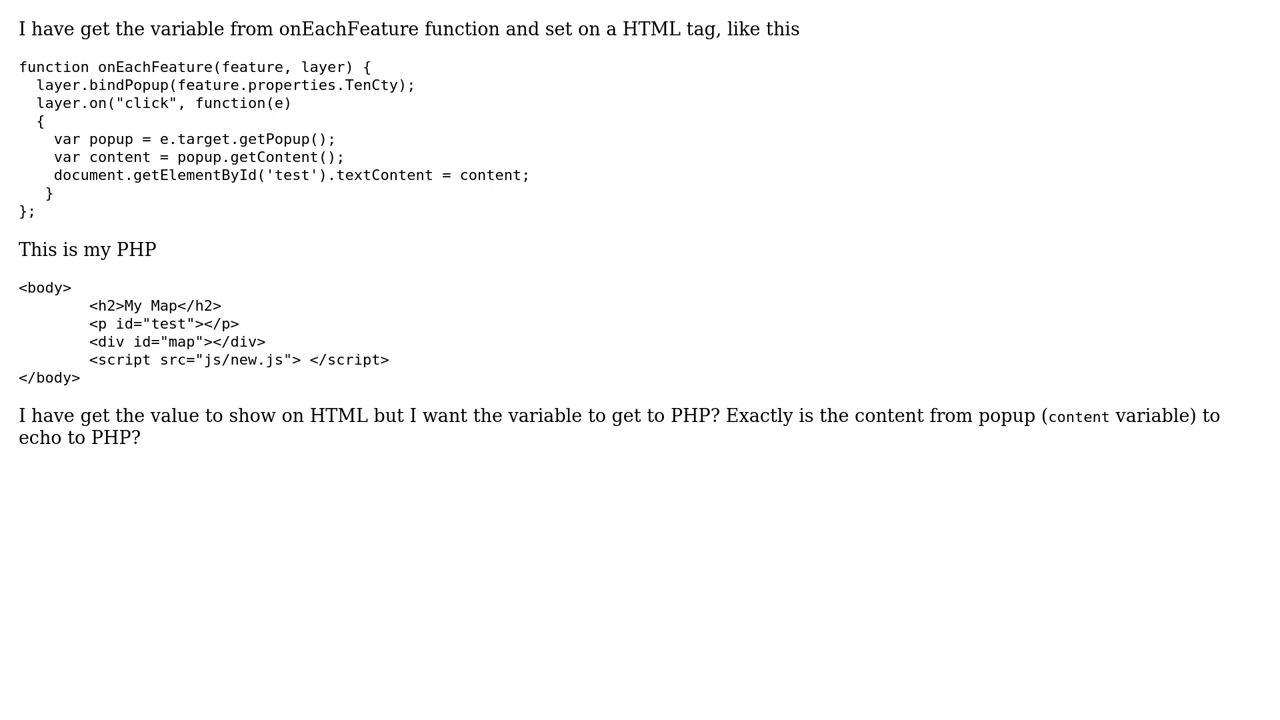 I have get the variable from onEachFeature function and set on a HTML tag, like this
function onEachFeature(feature, layer) {
  layer.bindPopup(feature.properties.TenCty);
  layer.on("click", function(e)
  {
    var popup = e.target.getPopup();
    var content = popup.getContent();
    document.getElementById('test').textContent = content;
   }
};
This is my PHP
<body>
        <h2>My Map</h2>
        <p id="test"></p>
        <div id="map"></div>
        <script src="js/new.js"> </script>
</body>
I have get the value to show on HTML but I want the variable to get to PHP? Exactly is the content from popup (content variable) to
echo to PHP?